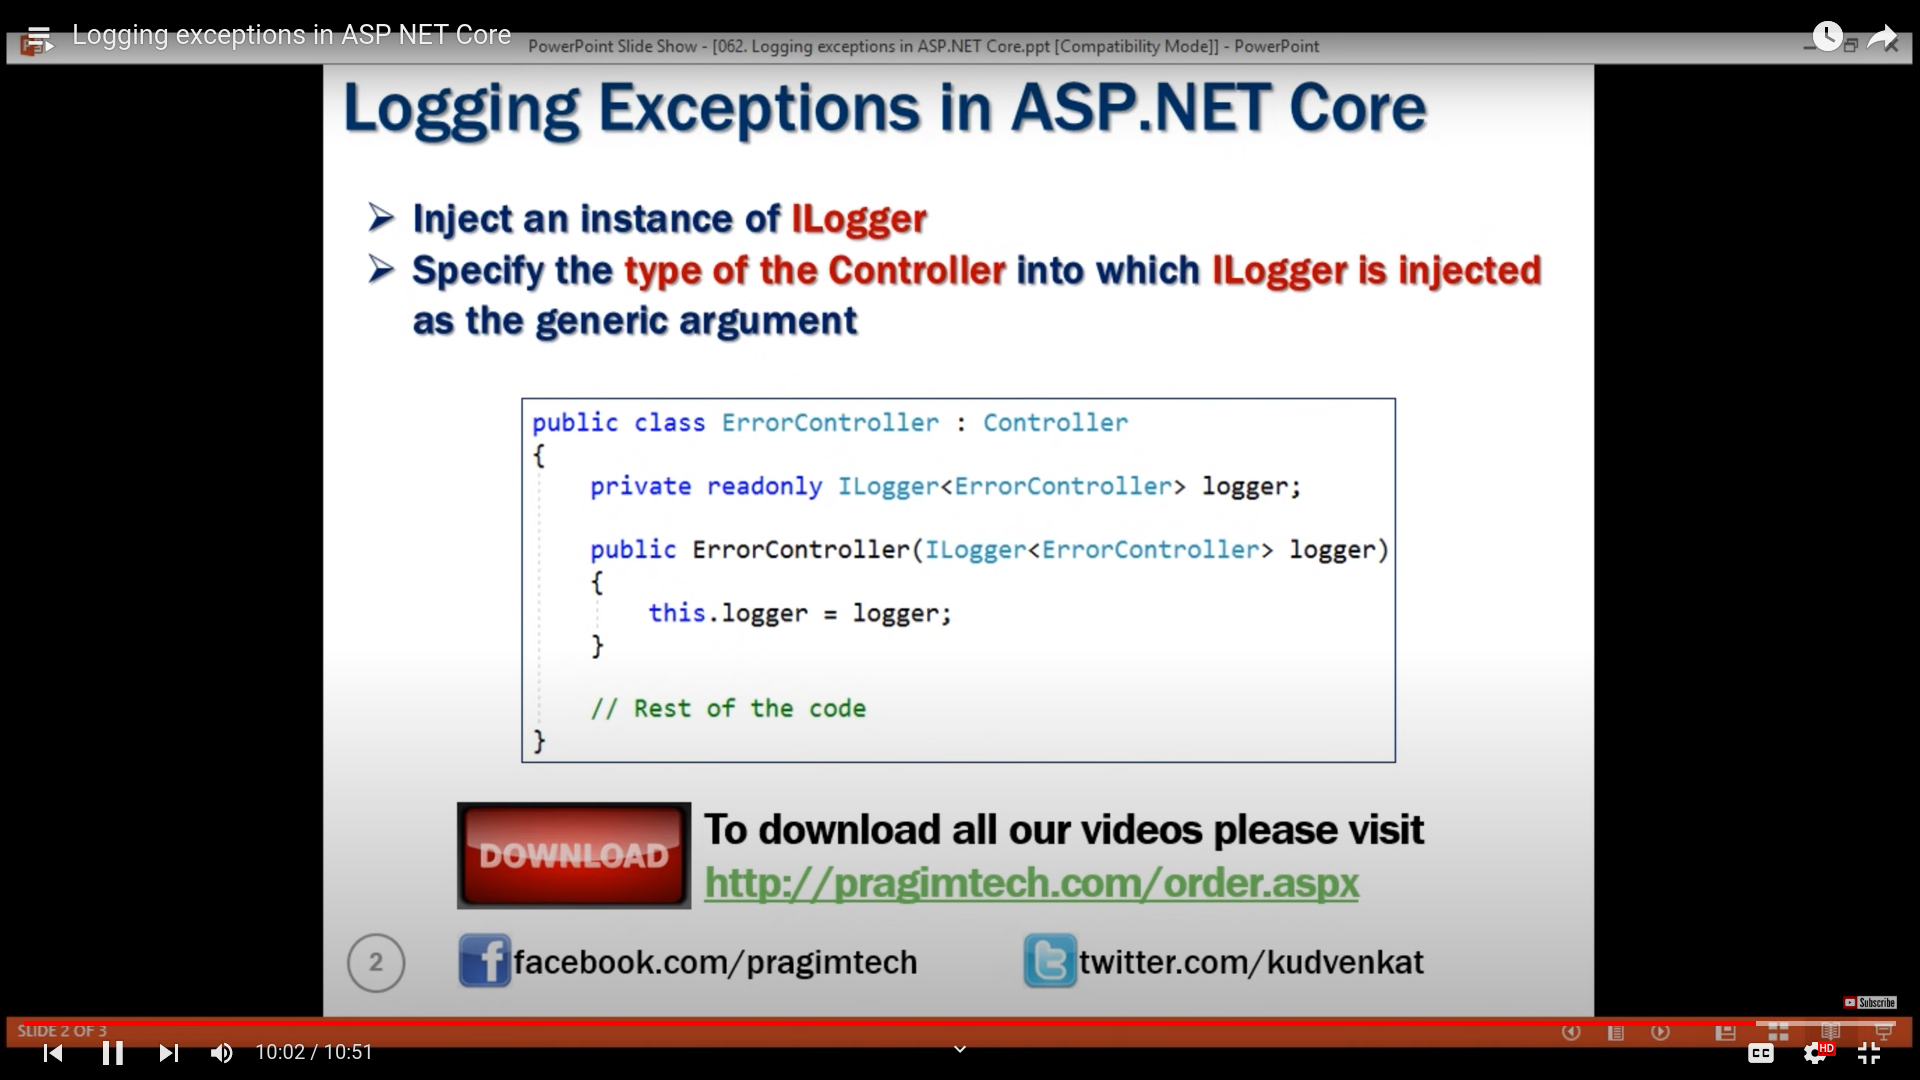 Logging exceptions in ASP NET Core
PowerPoint Slide Show - [062. Logging exceptions in ASP.NET Core.ppt [Compatibility Mode]] - PowerPoint
Logging Exceptions in ASP.NET Core
Inject an instance of ILogger
Specify the type of the Controller into which ILogger is injected
as the generic argument
public class ErrorController : Controller
{
private readonly ILogger<ErrorController> logger;
public ErrorController(ILogger<ErrorController> logger)
{
this.logger = logger;
}
// Rest of the code
}
DOWNLOAD
To download all our videos please visit
http://pragimtech.com/order.aspx
2
facebook.com/pragimtech
twitter.com/kudvenkat
Subscribe
SLIDE 2 OF 3
10:02 / 10:51
CC
HD